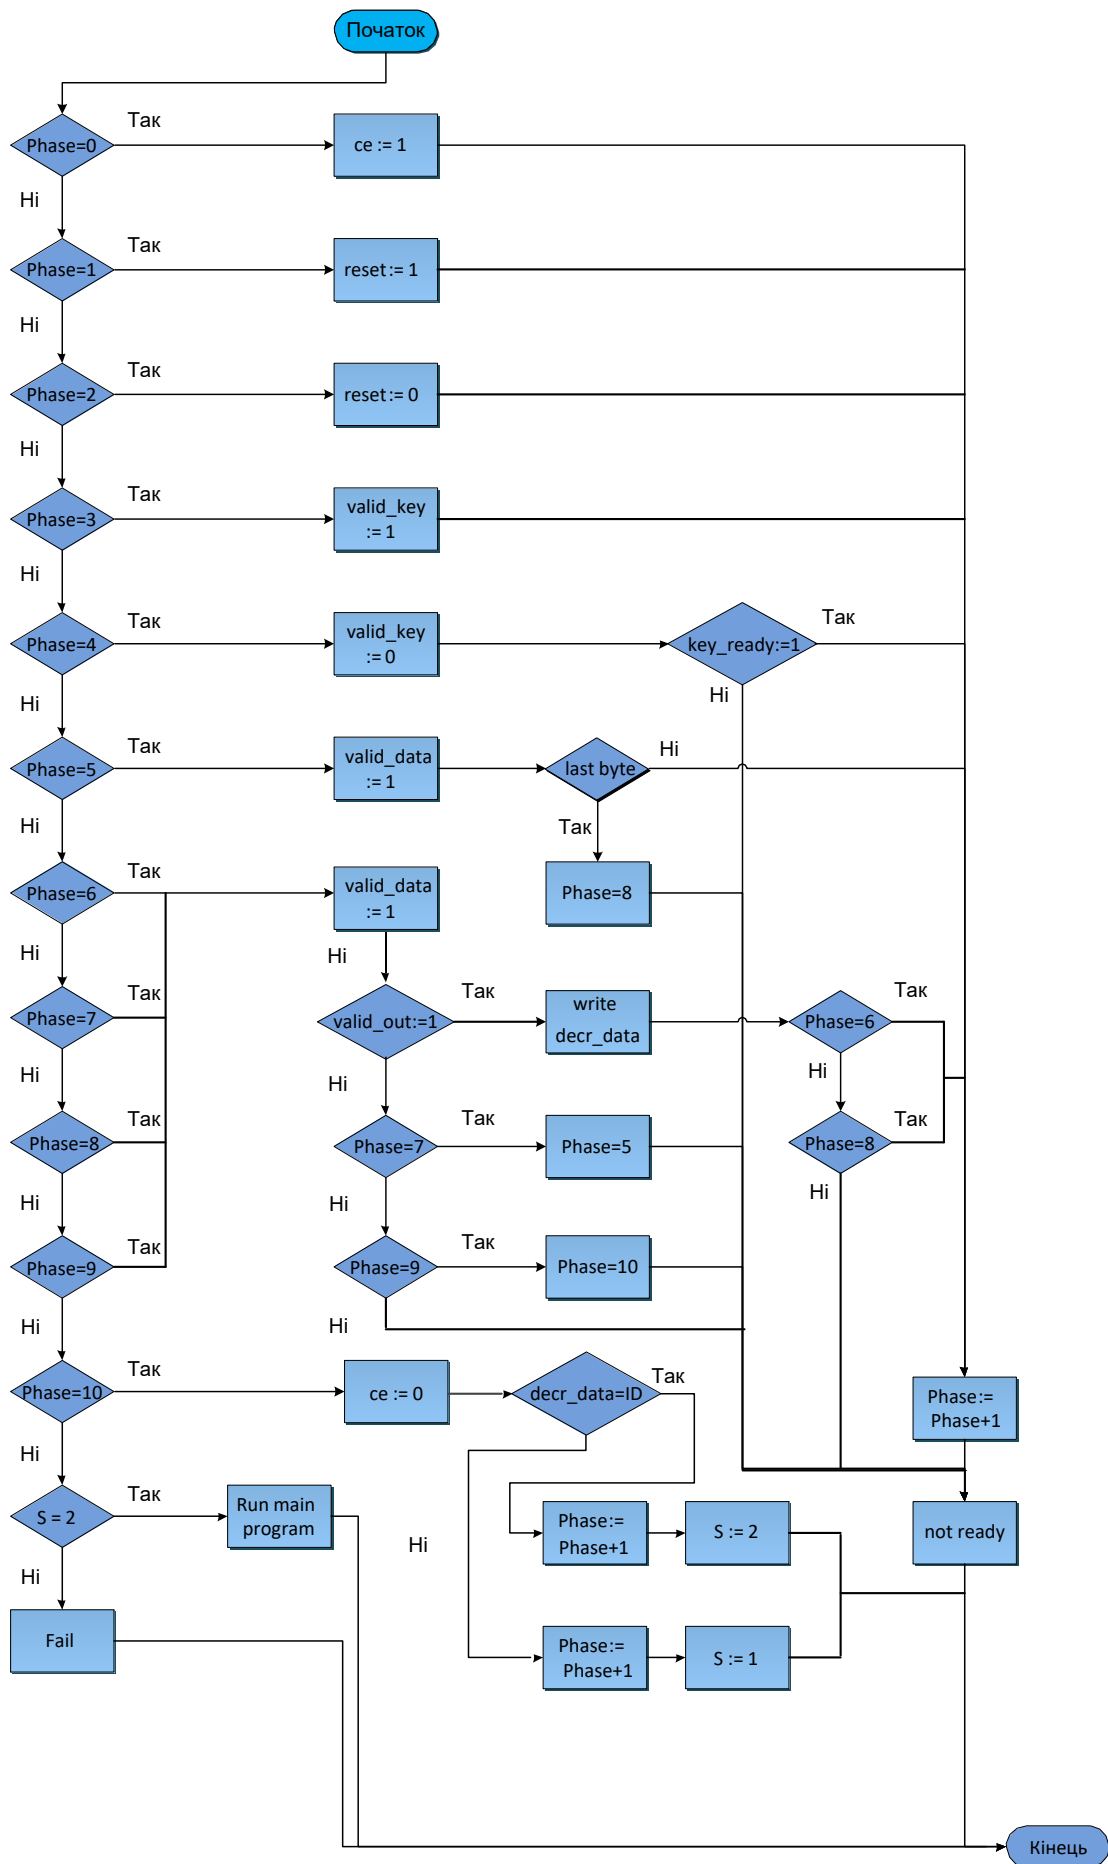 Початок
Так
Phase=0
ce := 1
Ні
Так
Phase=1
reset:= 1
Ні
Так
Phase=2
reset:= 0
Ні
Так
Phase=3
valid_key
:= 1
Ні
Так
Phase=4
valid_key
:= 0
key_ready:=1
Так
Ні
Ні
Так
Phase=5
valid_data
:= 1
last byte
Ні
Ні
Так
Так
Phase=6
valid_data
:= 1
Phase=8
Ні
Ні
Так
Phase=7
valid_out:=1
Так
write
decr_data
Phase=6
Так
Ні
Ні
Ні
Так
Phase=8
Phase=7
Так
Phase=5
Phase=8
Так
Ні
Ні
Ні
Так
Phase=9
Phase=9
Так
Phase=10
Ні
Ні
Так
Phase=10
ce := 0
decr_data=ID
Так
Phase:=
Phase+1
Ні
Так
S = 2
Run main
program
Ні
Phase:=
Phase+1
S := 2
not ready
Ні
Fail
Phase:=
Phase+1
S := 1
Кінець